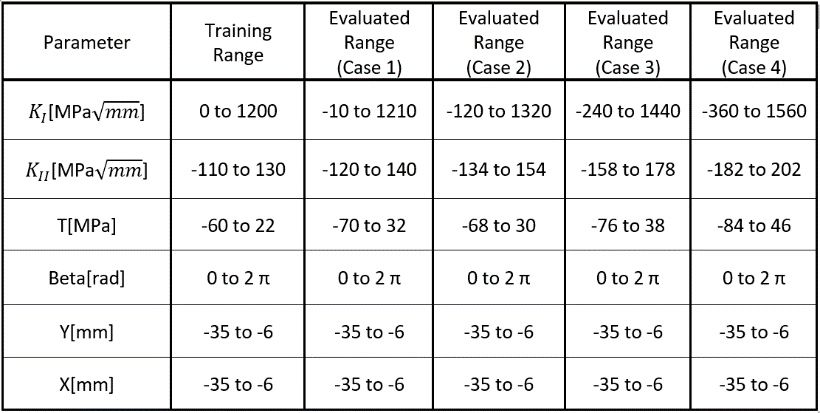 Parameter Training Range Evaluated Range (Case 1) Evaluated Range (Case 2) Evaluated Range (Case 3) Evaluated Range (Case 4)
K_I[MPa√mm] 0 to 1200 -10 to 1210 -120 to 1320 -240 to 1440 -360 to 1560
K_II[MPa√mm] -110 to 130 -120 to 140 -134 to 154 -158 to 178 -182 to 202
T[MPa] -60 to 22 -70 to 32 -68 to 30 -76 to 38 -84 to 46
Beta[rad] 0 to 2 π 0 to 2 π 0 to 2 π 0 to 2 π 0 to 2 π
Y[mm] -35 to -6 -35 to -6 -35 to -6 -35 to -6 -35 to -6
X[mm] -35 to -6 -35 to -6 -35 to -6 -35 to -6 -35 to -6